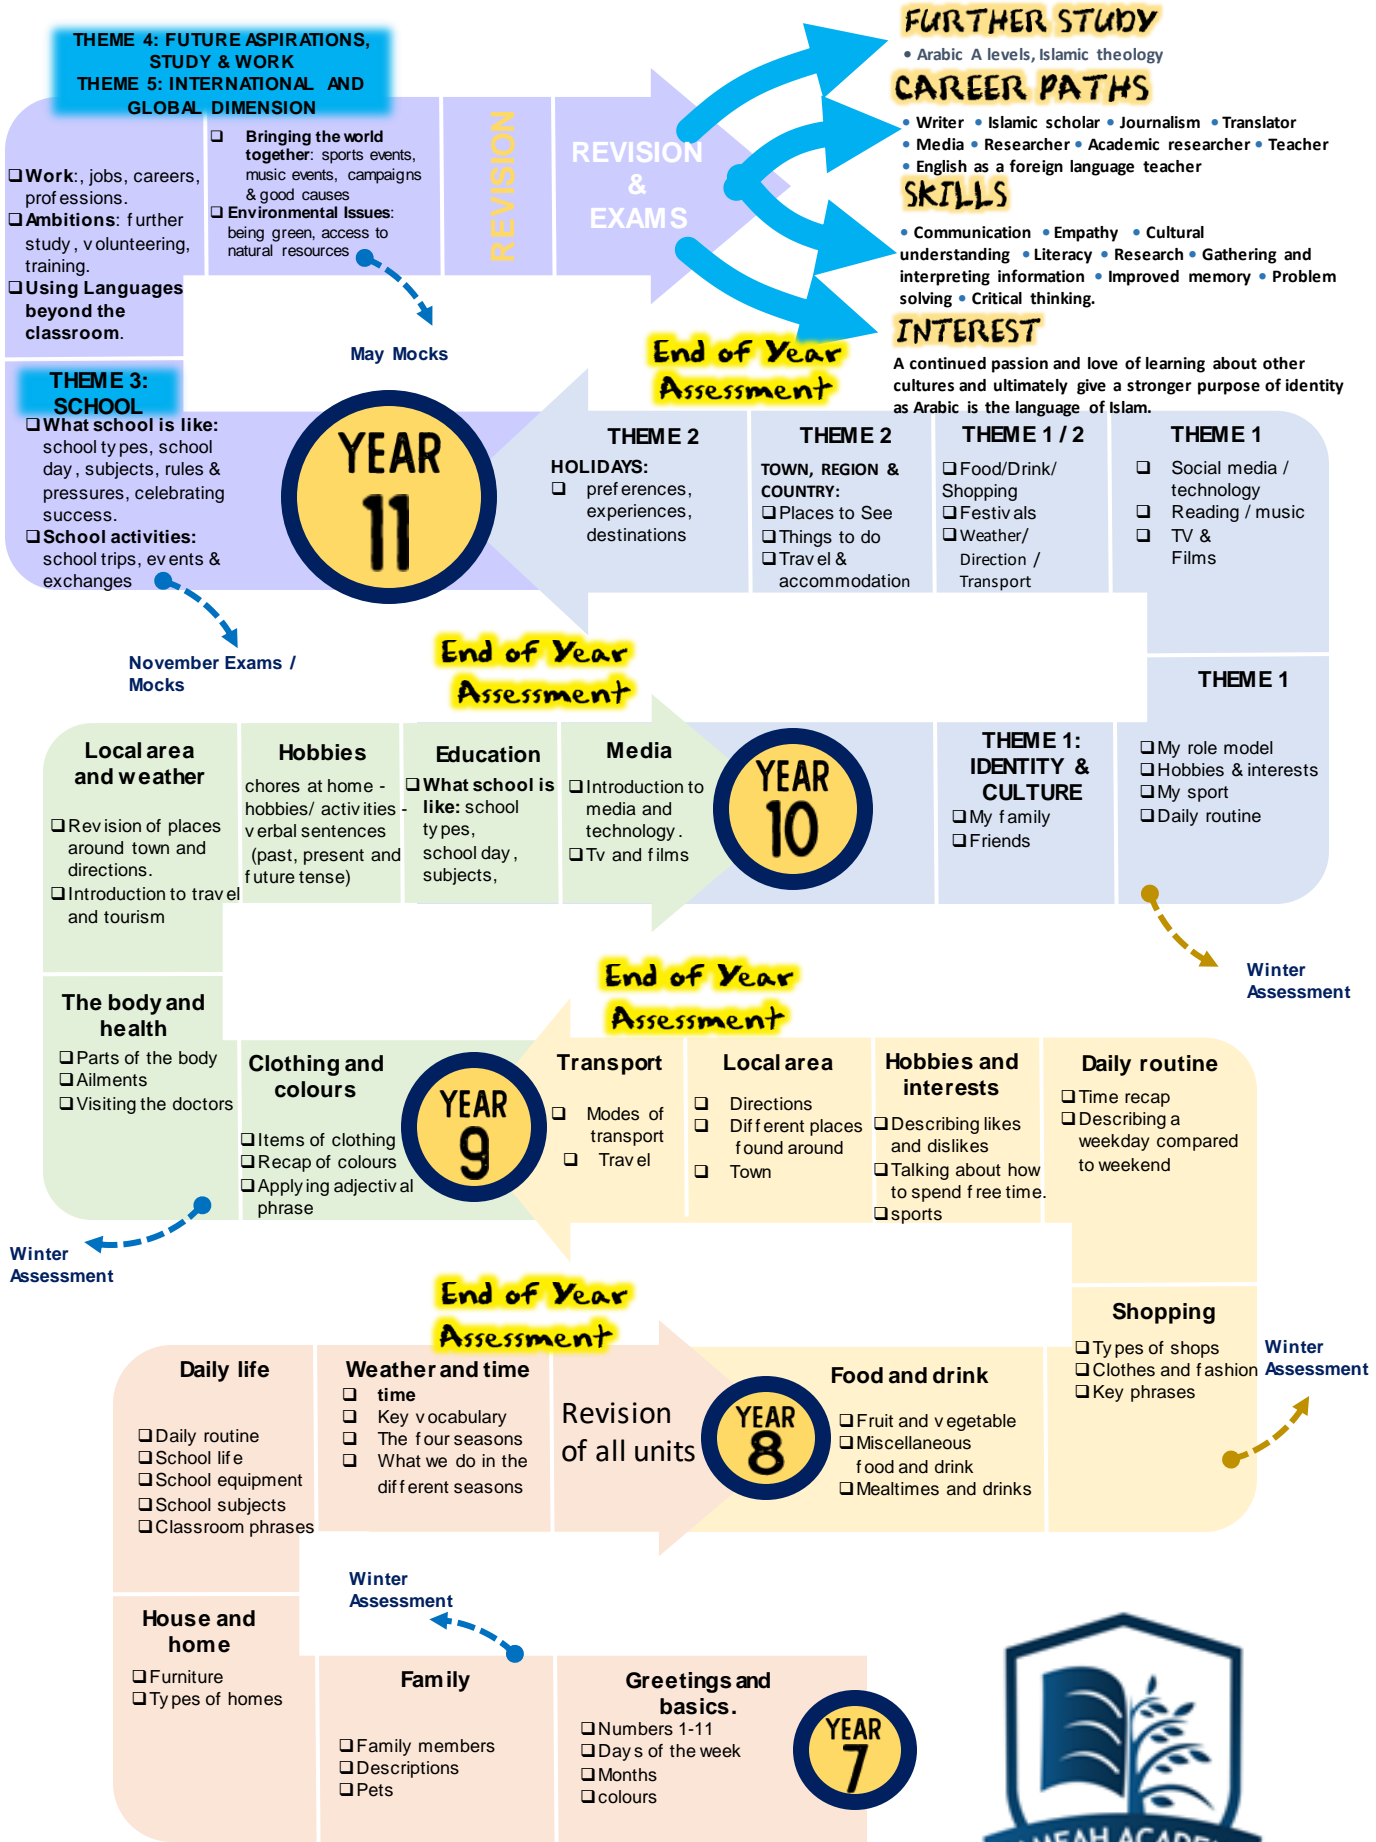 THEME 4: FUTURE ASPIRATIONS,
STUDY & WORK
THEME 5: INTERNATIONAL AND
GLOBAL DIMENSION
Work:, jobs, careers,
professions.
Ambitions: further
study, volunteering,
training.
Using Languages
beyond the
classroom.
Bringing the world
together: sports events,
music events, campaigns
& good causes
Environmental Issues:
being green, access to
natural resources
REVISION
REVISION
&
EXAMS
FURTHER STUDY
• Arabic A levels, Islamic theology
CAREER PATHS
• Writer • Islamic scholar • Journalism • Translator
• Media • Researcher • Academic researcher • Teacher
• English as a foreign language teacher
SKILLS
• Communication • Empathy • Cultural
understanding • Literacy • Research • Gathering and
interpreting information • Improved memory • Problem
solving • Critical thinking.
INTEREST
A continued passion and love of learning about other
cultures and ultimately give a stronger purpose of identity
as Arabic is the language of Islam.
May Mocks
End of Year
Assessment
THEME 3:
SCHOOL
What school is like:
school types, school
day, subjects, rules &
pressures, celebrating
success.
School activities:
school trips, events &
exchanges
YEAR
11
THEME 2
HOLIDAYS:
preferences,
experiences,
destinations
THEME 2
TOWN, REGION &
COUNTRY:
Places to See
Things to do
Travel &
accommodation
THEME 1 / 2
Food/Drink/
Shopping
Festivals
Weather/
Direction /
Transport
THEME 1
Social media /
technology
Reading / music
TV &
Films
November Exams /
Mocks
End of Year
Assessment
THEME 1
My role model
Hobbies & interests
My sport
Daily routine
Local area
and weather
Revision of places
around town and
directions.
Introduction to travel
and tourism
Hobbies
chores at home -
hobbies/ activities -
verbal sentences
(past, present and
future tense)
Education
What school is
like: school
types,
school day,
subjects,
Media
Introduction to
media and
technology.
Tv and films
YEAR
10
THEME 1:
IDENTITY &
CULTURE
My family
Friends
Winter
Assessment
End of Year
Assessment
The body and
health
Parts of the body
Ailments
Visiting the doctors
Clothing and
colours
Items of clothing
Recap of colours
Applying adjectival
phrase
YEAR
9
Transport
Modes of
transport
Travel
Local area
Directions
Different places
found around
Town
Hobbies and
interests
Describing likes
and dislikes
Talking about how
to spend free time.
sports
Daily routine
Time recap
Describing a
weekday compared
to weekend
Winter
Assessment
End of Year
Assessment
Shopping
Types of shops
Clothes and fashion
Key phrases
Winter
Assessment
Daily life
Daily routine
School life
School equipment
School subjects
Classroom phrases
Weather and time
time
Key vocabulary
The four seasons
What we do in the
different seasons
Revision
of all units
YEAR
8
Food and drink
Fruit and vegetable
Miscellaneous
food and drink
Mealtimes and drinks
Winter
Assessment
House and
home
Furniture
Types of homes
Family
Family members
Descriptions
Pets
Greetings and
basics.
Numbers 1-11
Days of the week
Months
colours
YEAR
7